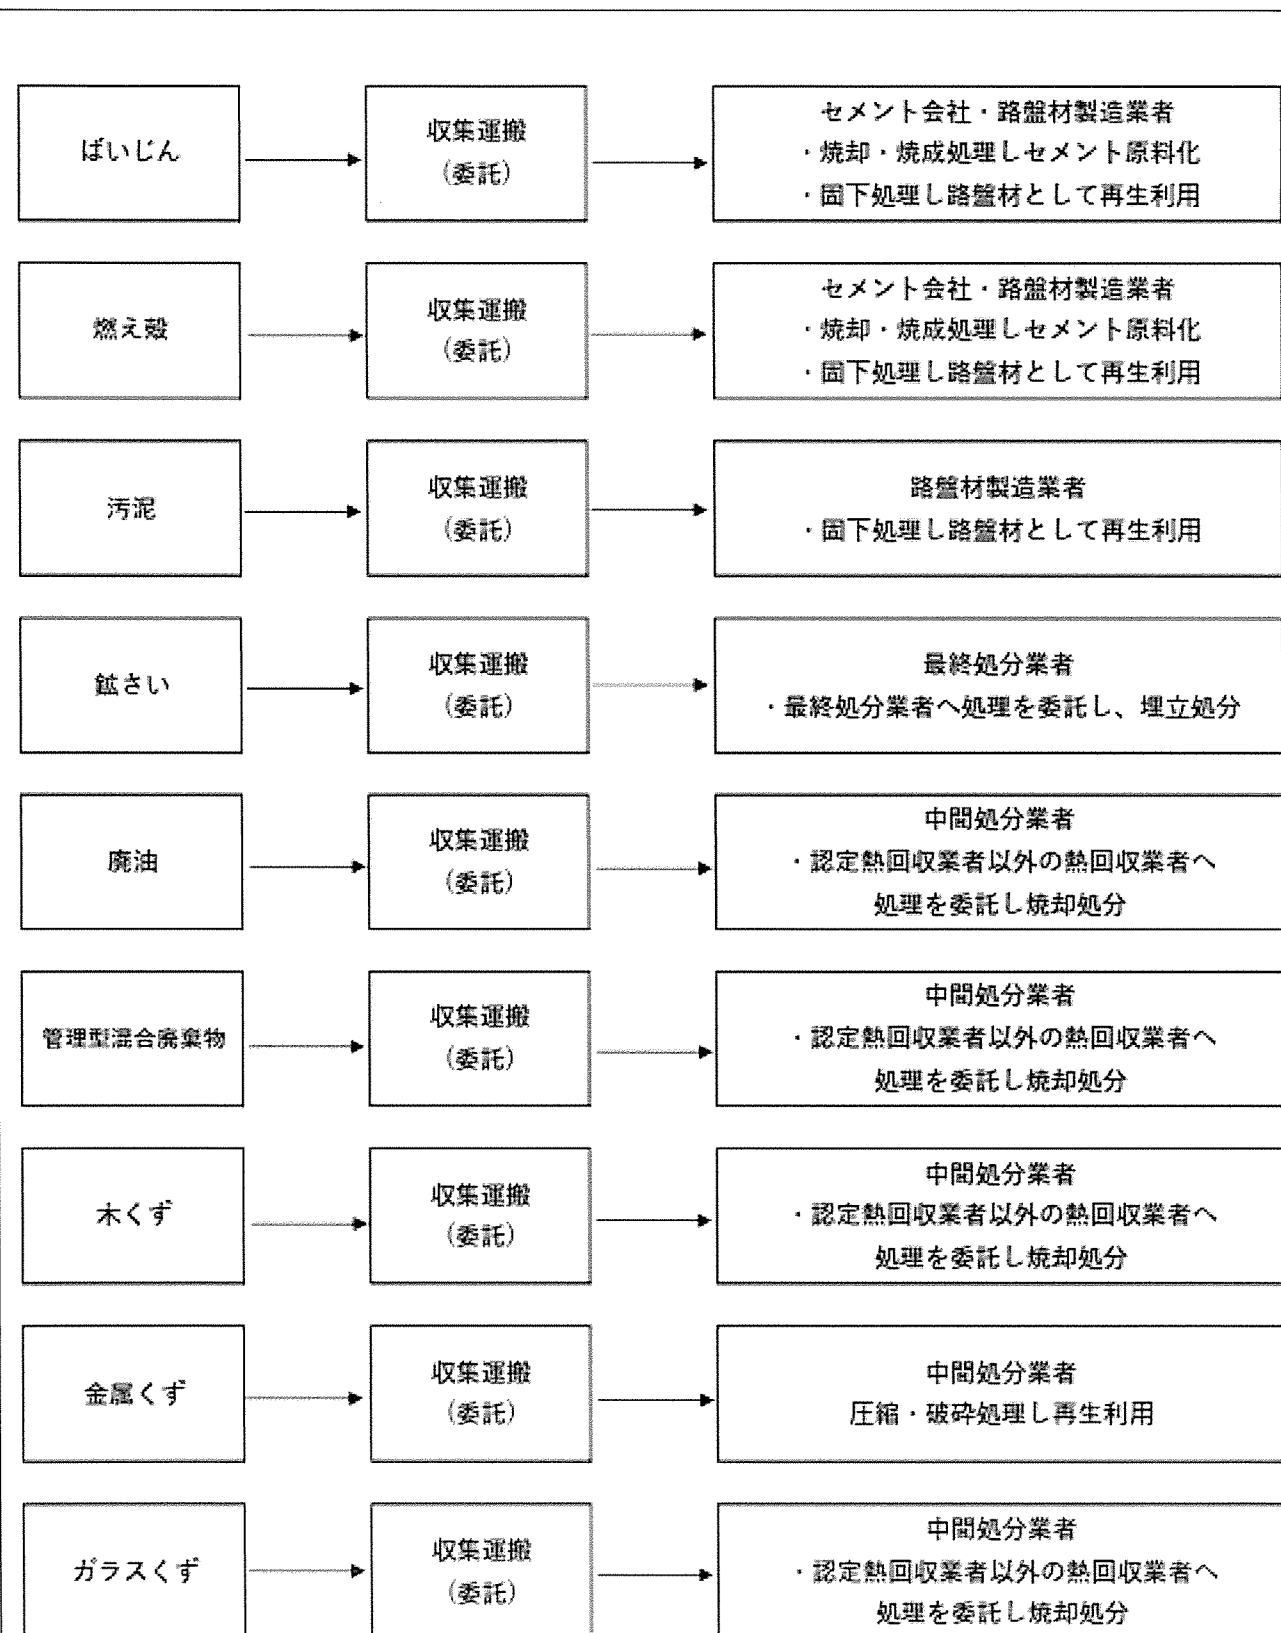 ばいじん
収集運搬
(委託)
セメント会社・路盤材製造業者
・焼却・焼成処理しセメント原料化
・固下処理し路盤材として再生利用
燃え殻
収集運搬
(委託)
セメント会社・路盤材製造業者
・焼却・焼成処理しセメント原料化
・固下処理し路盤材として再生利用
汚泥
収集運搬
(委託)
路盤材製造業者
・固下処理し路盤材として再生利用
鉱さい
収集運搬
(委託)
最終処分業者
・最終処分業者へ処理を委託し、埋立処分
廃油
収集運搬
(委託)
中間処分業者
・認定熱回収業者以外の熱回収業者へ
処理を委託し焼却処分
管理型混合廃棄物
収集運搬
(委託)
中間処分業者
・認定熱回収業者以外の熱回収業者へ
処理を委託し焼却処分
木くず
収集運搬
(委託)
中間処分業者
・認定熱回収業者以外の熱回収業者へ
処理を委託し焼却処分
金属くず
収集運搬
(委託)
中間処分業者
圧縮・破砕処理し再生利用
ガラスくず
収集運搬
(委託)
中間処分業者
・認定熱回収業者以外の熱回収業者へ
処理を委託し焼却処分